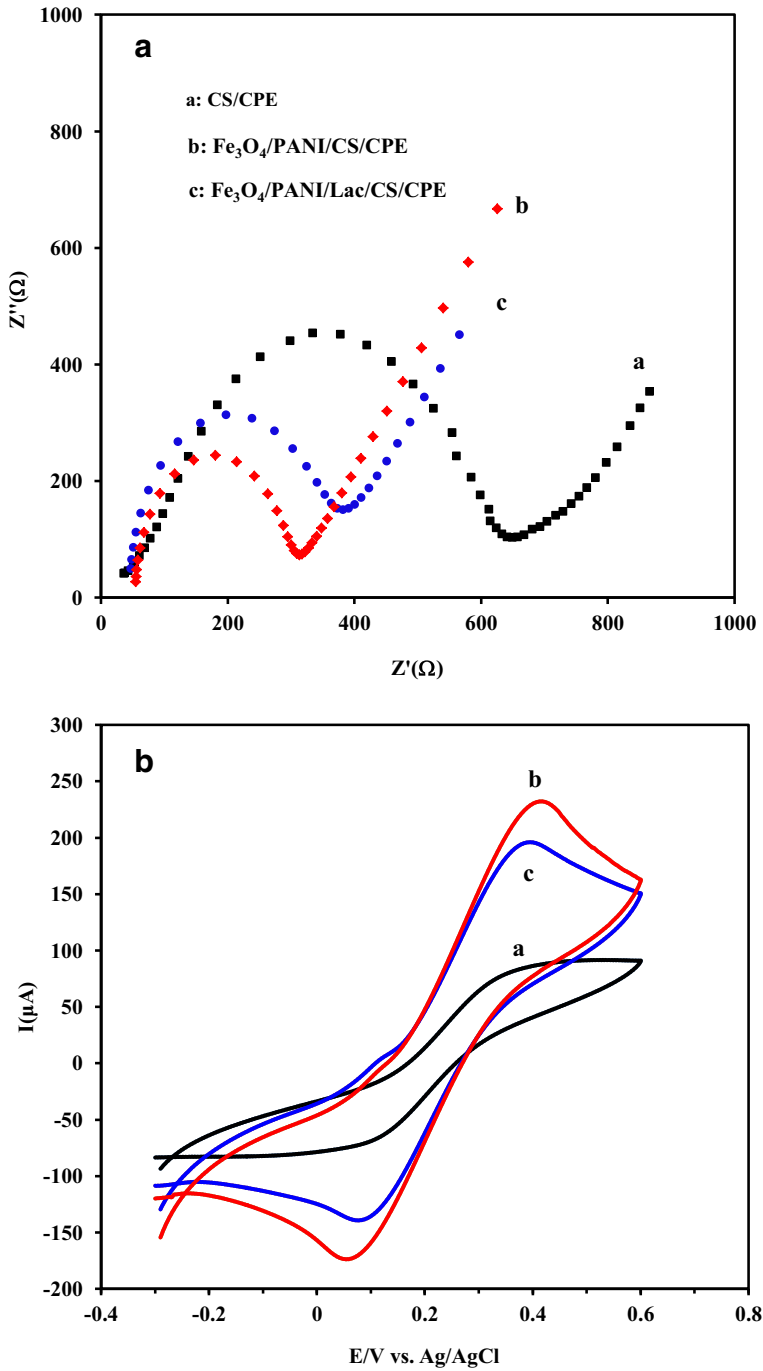 a
1000
800
600
400
200
0
Z''(Ω)
a: CS/CPE
b: Fe₃O₄/PANI/CS/CPE
c: Fe₃O₄/PANI/Lac/CS/CPE
b
c
a
0 200 400 600 800 1000
Z'(Ω)
b
300
250
200
150
100
50
0
-50
-100
-150
-200
I(µA)
b
c
a
-0.4 -0.2 0 0.2 0.4 0.6 0.8
E/V vs. Ag/AgCl